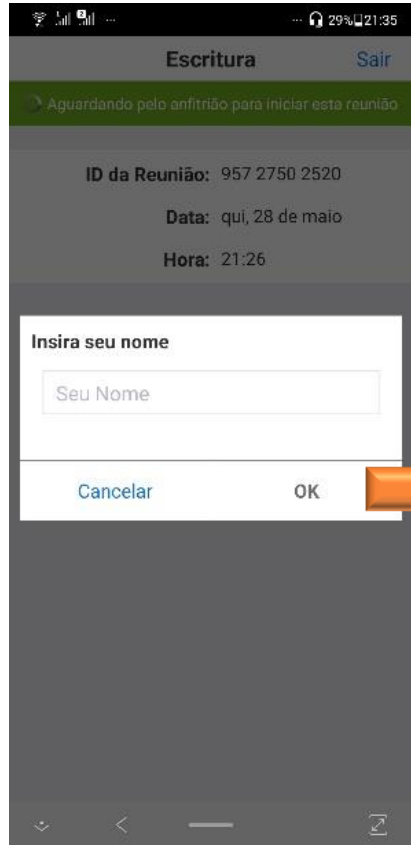 29% 21:35
Escritura Sair
Aguardando pelo anfitrião para iniciar esta reunião
ID da Reunião: 957 2750 2520
Data: qui, 28 de maio
Hora: 21:26
Insira seu nome
Seu Nome
Cancelar OK